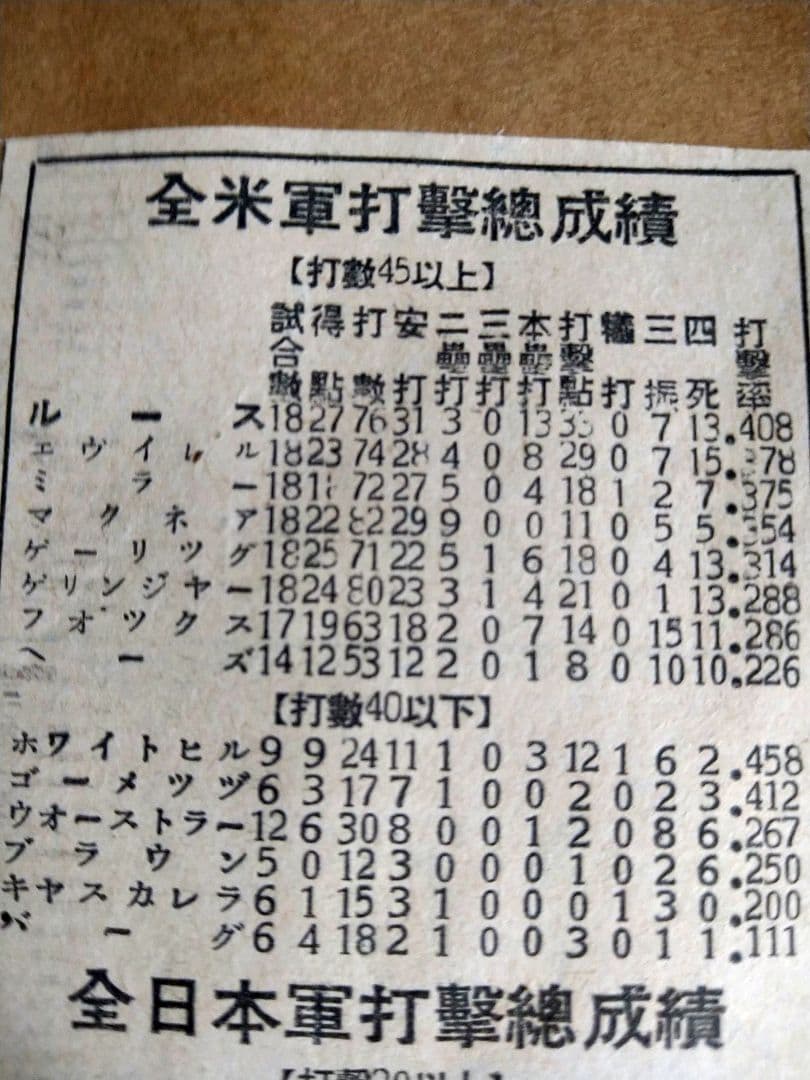 全米軍打擊總成績
【打數45以上】
試合數 得點 打數 安打 二壘打 三壘打 本壘打 打擊點 犧打 三振 四死 打擊率
ルース 18 27 76 31 3 0 13 33 0 7 13 .408
エヴイレル 18 23 74 28 4 0 8 29 0 7 15 .378
ミラー 18 18 72 27 5 0 4 18 1 2 7 .375
マクネア 18 22 82 29 9 0 0 11 0 5 5 .354
ゲーリツグ 18 25 71 22 5 1 6 18 0 4 13 .314
ゲリンジヤー 18 24 80 23 3 1 4 21 0 1 13 .288
フオツクス 17 19 63 18 2 0 7 14 0 15 11 .286
ヘーズ 14 12 53 12 2 0 1 8 0 10 10 .226
【打數40以下】
ホワイトヒル 9 9 24 11 1 0 3 12 1 6 2 .458
ゴーメツヅ 6 3 17 7 1 0 0 2 0 2 3 .412
ウオーストラー 12 6 30 8 0 0 1 2 0 8 6 .267
ブラウン 5 0 12 3 0 0 0 1 0 2 6 .250
キヤスカレラ 6 1 15 3 1 0 0 0 1 3 0 .200
バーグ 6 4 18 2 1 0 0 3 0 1 1 .111
全日本軍打擊總成績